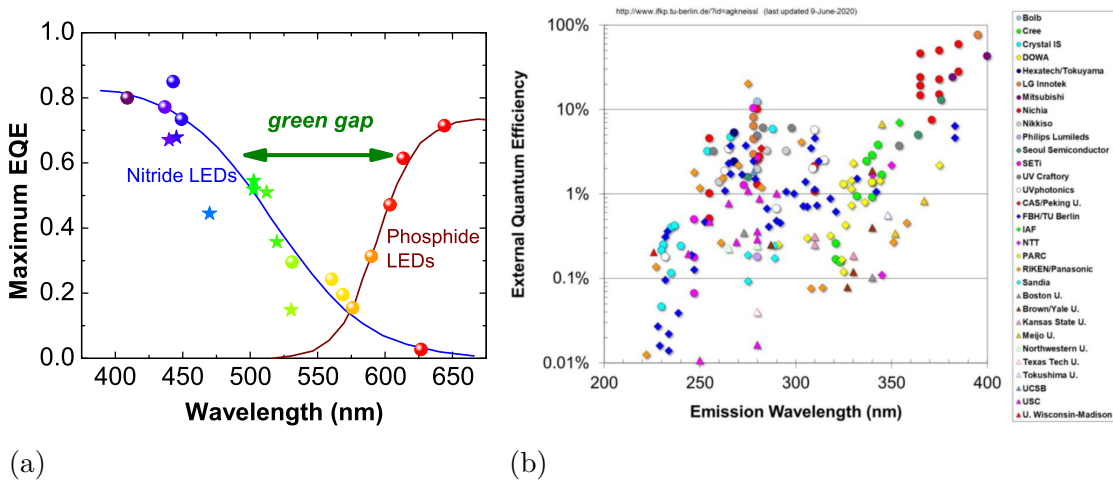 1.0
0.8
0.6
0.4
0.2
0.0
Maximum EQE
green gap
Nitride LEDs
Phosphide
LEDs
400 450 500 550 600 650
Wavelength (nm)
(a)
http://www.ifkp.tu-berlin.de/?id=agkneissl (last updated 9-June-2020)
100%
10%
1%
0.1%
0.01%
External Quantum Efficiency
200 250 300 350 400
Emission Wavelength (nm)
Bolb
Cree
Crystal IS
DOWA
Hexatech/Tokuyama
LG Innotek
Mitsubishi
Nichia
Nikkiso
Philips Lumileds
Seoul Semiconductor
SETi
UV Craftory
UVphotonics
CAS/Peking U.
FBH/TU Berlin
IAF
NTT
PARC
RIKEN/Panasonic
Sandia
Boston U.
Brown/Yale U.
Kansas State U.
Meijo U.
Northwestern U.
Texas Tech U.
Tokushima U.
UCSB
USC
U. Wisconsin-Madison
(b)